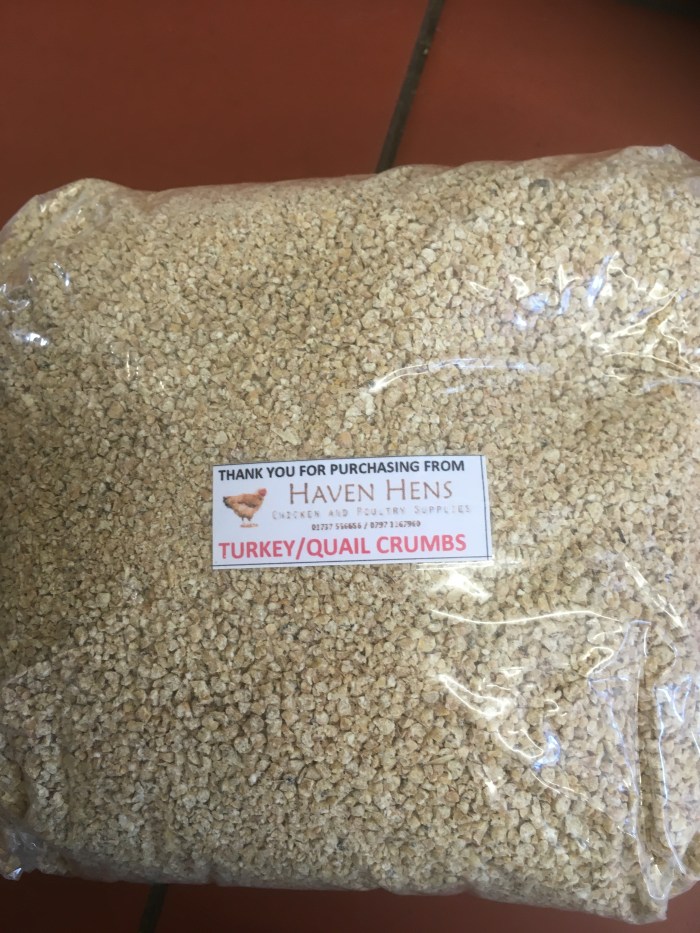 THANK YOU FOR PURCHASING FROM
HAVEN HENS
CHICKEN AND POULTRY SUPPLIES
TURKEY/QUAIL CRUMBS